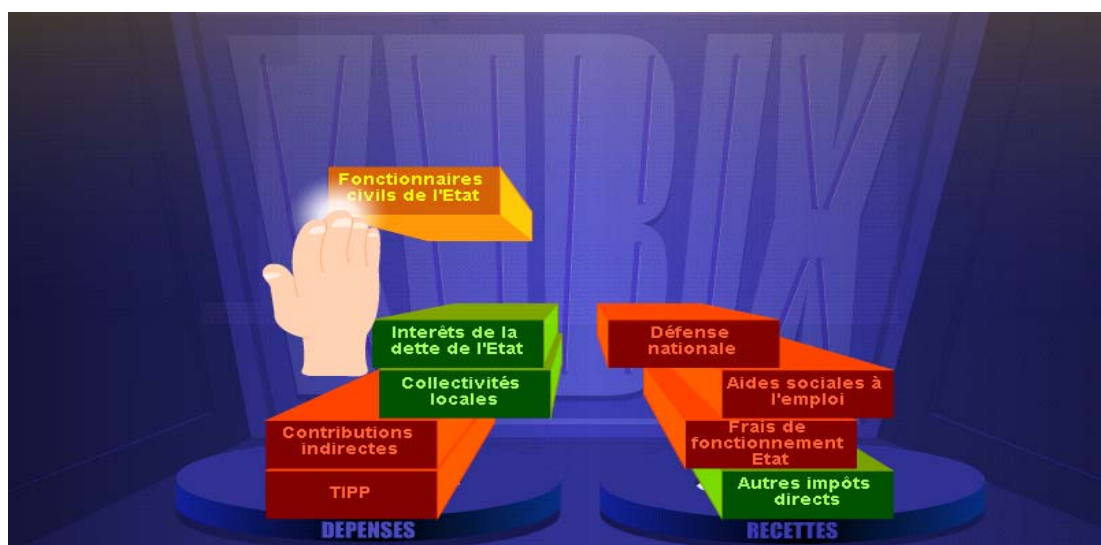 Fonctionnaires
civils de l'Etat
Interêts de la
dette de l'Etat
Collectivités
locales
Contributions
indirectes
TIPP
DEPENSES
Défense
nationale
Aides sociales à
l'emploi
Frais de
fonctionnement
Etat
Autres impôts
directs
RECETTES